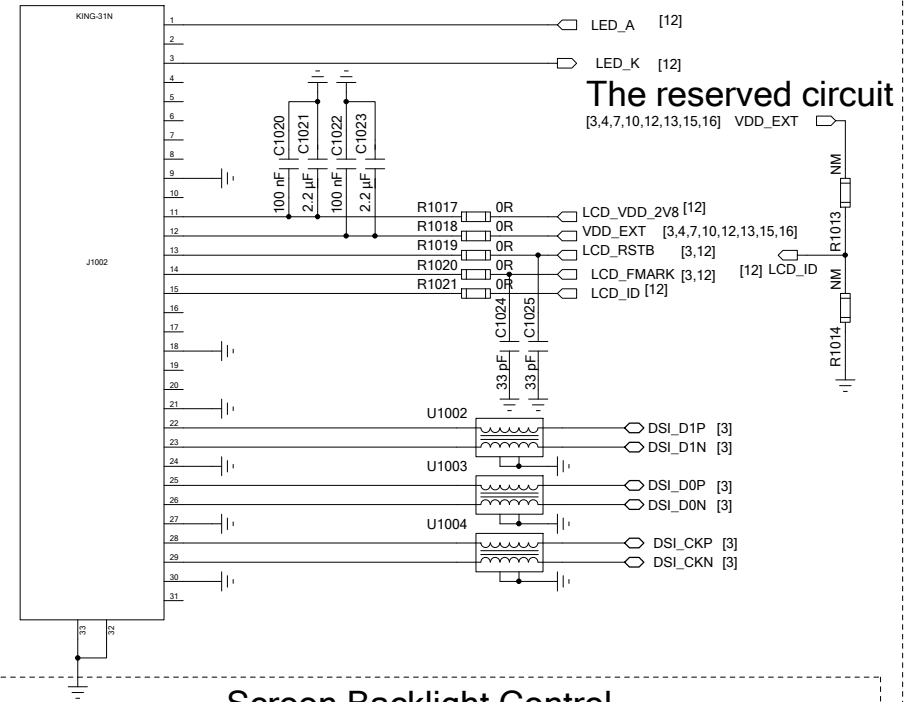 KING-31N
J1002
1
2
3
4
5
6
7
8
9
10
11
12
13
14
15
16
17
18
19
20
21
22
23
24
25
26
27
28
29
30
31
33
32
LED_A [12]
LED_K [12]
The reserved circuit
[3,4,7,10,12,13,15,16] VDD_EXT
C1020
C1021
C1022
C1023
100 nF
2.2 µF
100 nF
2.2 µF
R1017 0R LCD_VDD_2V8 [12]
R1018 0R VDD_EXT [3,4,7,10,12,13,15,16]
R1019 0R LCD_RSTB [3,12]
R1020 0R LCD_FMARK [3,12]
R1021 0R LCD_ID [12]
NM
R1013
[12] LCD_ID
NM
R1014
C1024
C1025
33 pF
33 pF
U1002
DSI_D1P [3]
DSI_D1N [3]
U1003
DSI_D0P [3]
DSI_D0N [3]
U1004
DSI_CKP [3]
DSI_CKN [3]
Screen Backlight Control